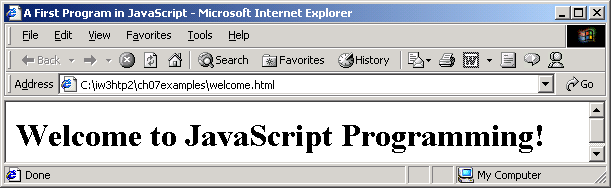 A First Program in JavaScript - Microsoft Internet Explorer
File Edit View Favorites Tools Help
Back Search Favorites History
Address C:\iw3htp2\ch07examples\welcome.html Go
Welcome to JavaScript Programming!
Done My Computer